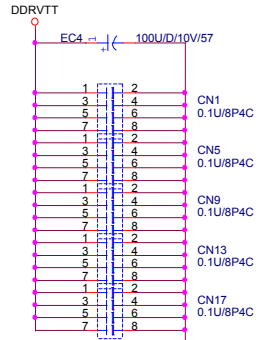 DDRVTT
EC4 1 + 100U/D/10V/57
1 2
3 4 CN1
5 6 0.1U/8P4C
7 8
1 2
3 4 CN5
5 6 0.1U/8P4C
7 8
1 2
3 4 CN9
5 6 0.1U/8P4C
7 8
1 2
3 4 CN13
5 6 0.1U/8P4C
7 8
1 2
3 4 CN17
5 6 0.1U/8P4C
7 8